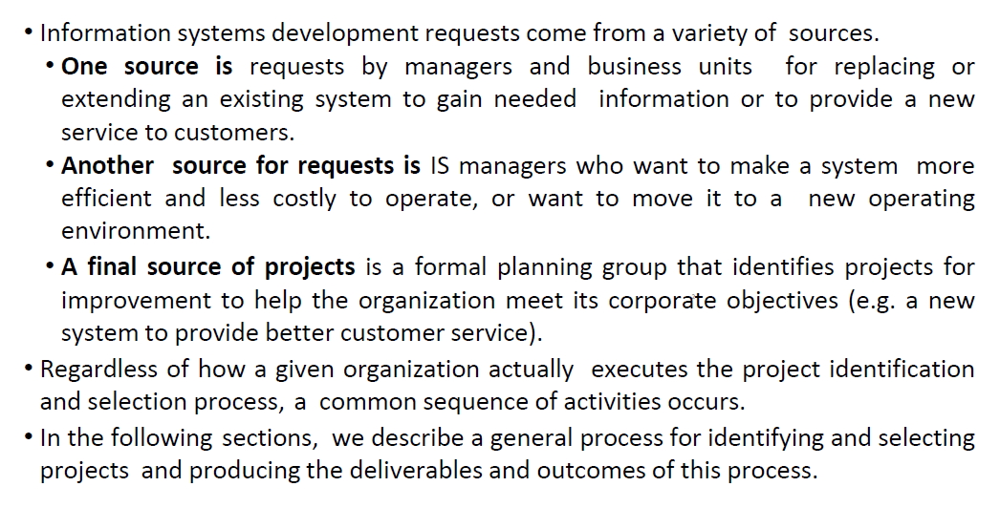 • Information systems development requests come from a variety of sources.
• One source is requests by managers and business units for replacing or
extending an existing system to gain needed information or to provide a new
service to customers.
• Another source for requests is IS managers who want to make a system more
efficient and less costly to operate, or want to move it to a new operating
environment.
• A final source of projects is a formal planning group that identifies projects for
improvement to help the organization meet its corporate objectives (e.g. a new
system to provide better customer service).
• Regardless of how a given organization actually executes the project identification
and selection process, a common sequence of activities occurs.
• In the following sections, we describe a general process for identifying and selecting
projects and producing the deliverables and outcomes of this process.